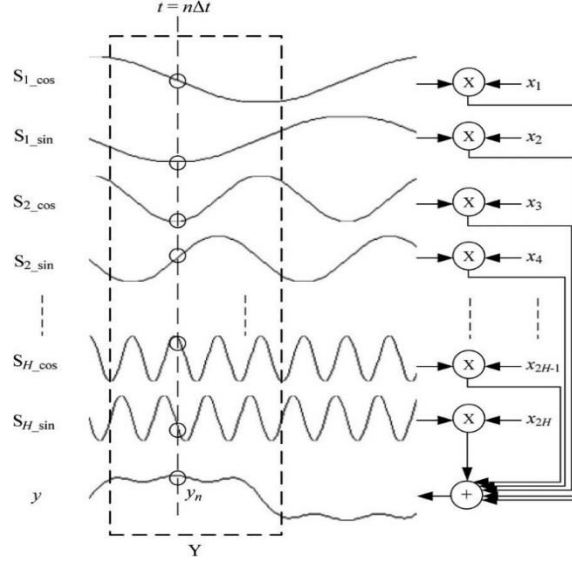 t = nΔt
S1_cos X x1
S1_sin X x2
S2_cos X x3
S2_sin X x4
SH_cos X x2H-1
SH_sin X x2H
y yn +
Y